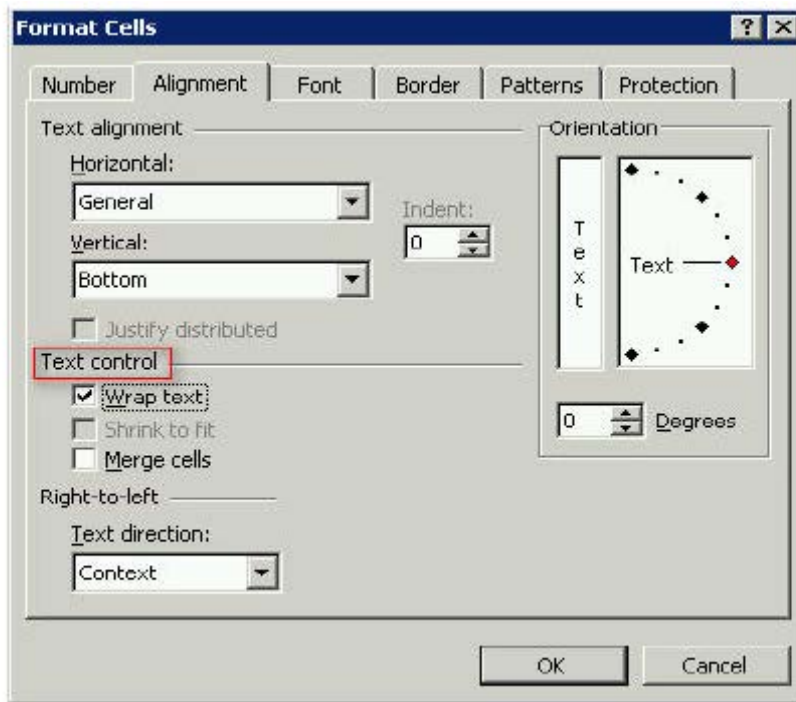 Format Cells
Number Alignment Font Border Patterns Protection
Text alignment
Horizontal:
General
Indent:
0
Vertical:
Bottom
Justify distributed
Text control
Wrap text
Shrink to fit
Merge cells
Right-to-left
Text direction:
Context
Orientation
Text
Text
0 Degrees
OK Cancel